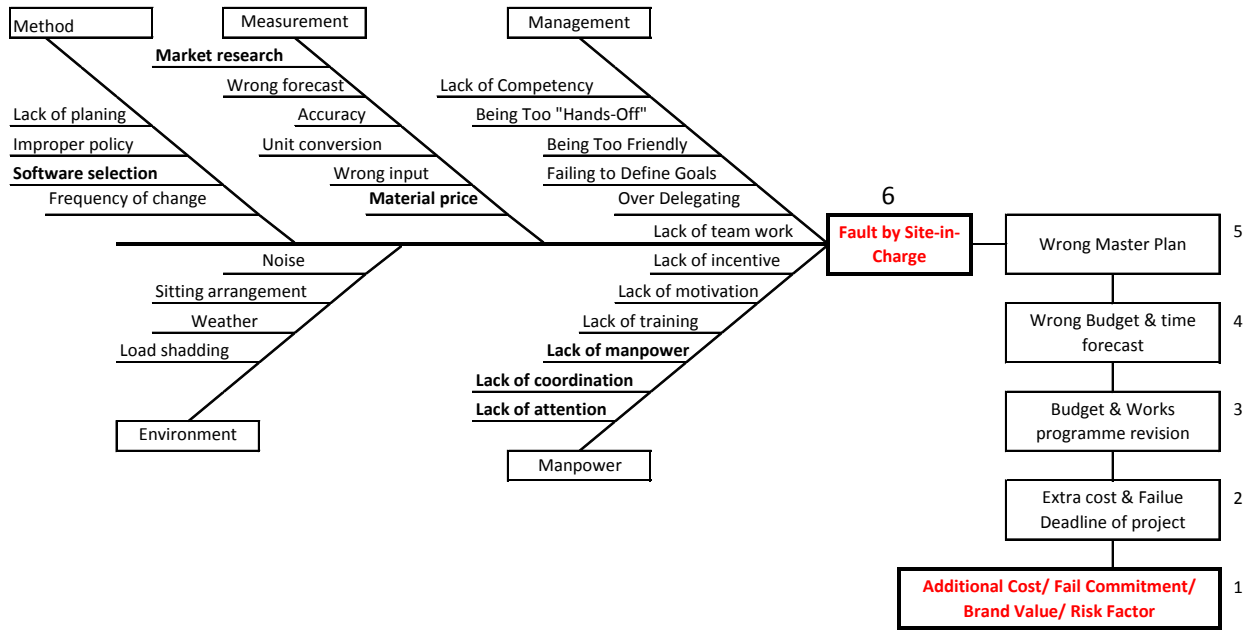 Method
Measurement
Management
Market research
Wrong forecast
Accuracy
Unit conversion
Wrong input
Material price
Lack of planing
Improper policy
Software selection
Frequency of change
Lack of Competency
Being Too "Hands-Off"
Being Too Friendly
Failing to Define Goals
Over Delegating
Lack of team work
Lack of incentive
Lack of motivation
Lack of training
Lack of manpower
Lack of coordination
Lack of attention
Noise
Sitting arrangement
Weather
Load shadding
Environment
Manpower
6
Fault by Site-in-
Charge
Wrong Master Plan
5
Wrong Budget & time
forecast
4
Budget & Works
programme revision
3
Extra cost & Failue
Deadline of project
2
Additional Cost/ Fail Commitment/
Brand Value/ Risk Factor
1